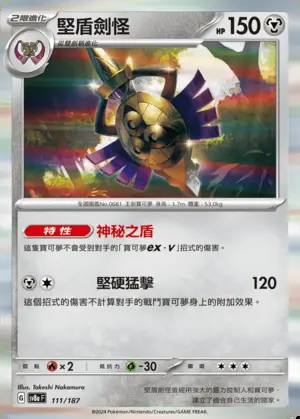 2階進化
堅盾劍怪
HP 150
從雙劍鞘進化
全國圖鑑No.0681 王劍寶可夢 身高:1.7m 體重:53.0kg
特性 神秘之盾
這隻寶可夢不會受到對手的「寶可夢ex・V」招式的傷害。
堅硬猛擊 120
這個招式的傷害不計算對手的戰鬥寶可夢身上的附加效果。
弱點 ×2 抵抗力 -30 撤退
Illus. Takeshi Nakamura
G sv8a F 111/187
©2024 Pokémon/Nintendo/Creatures/GAME FREAK.